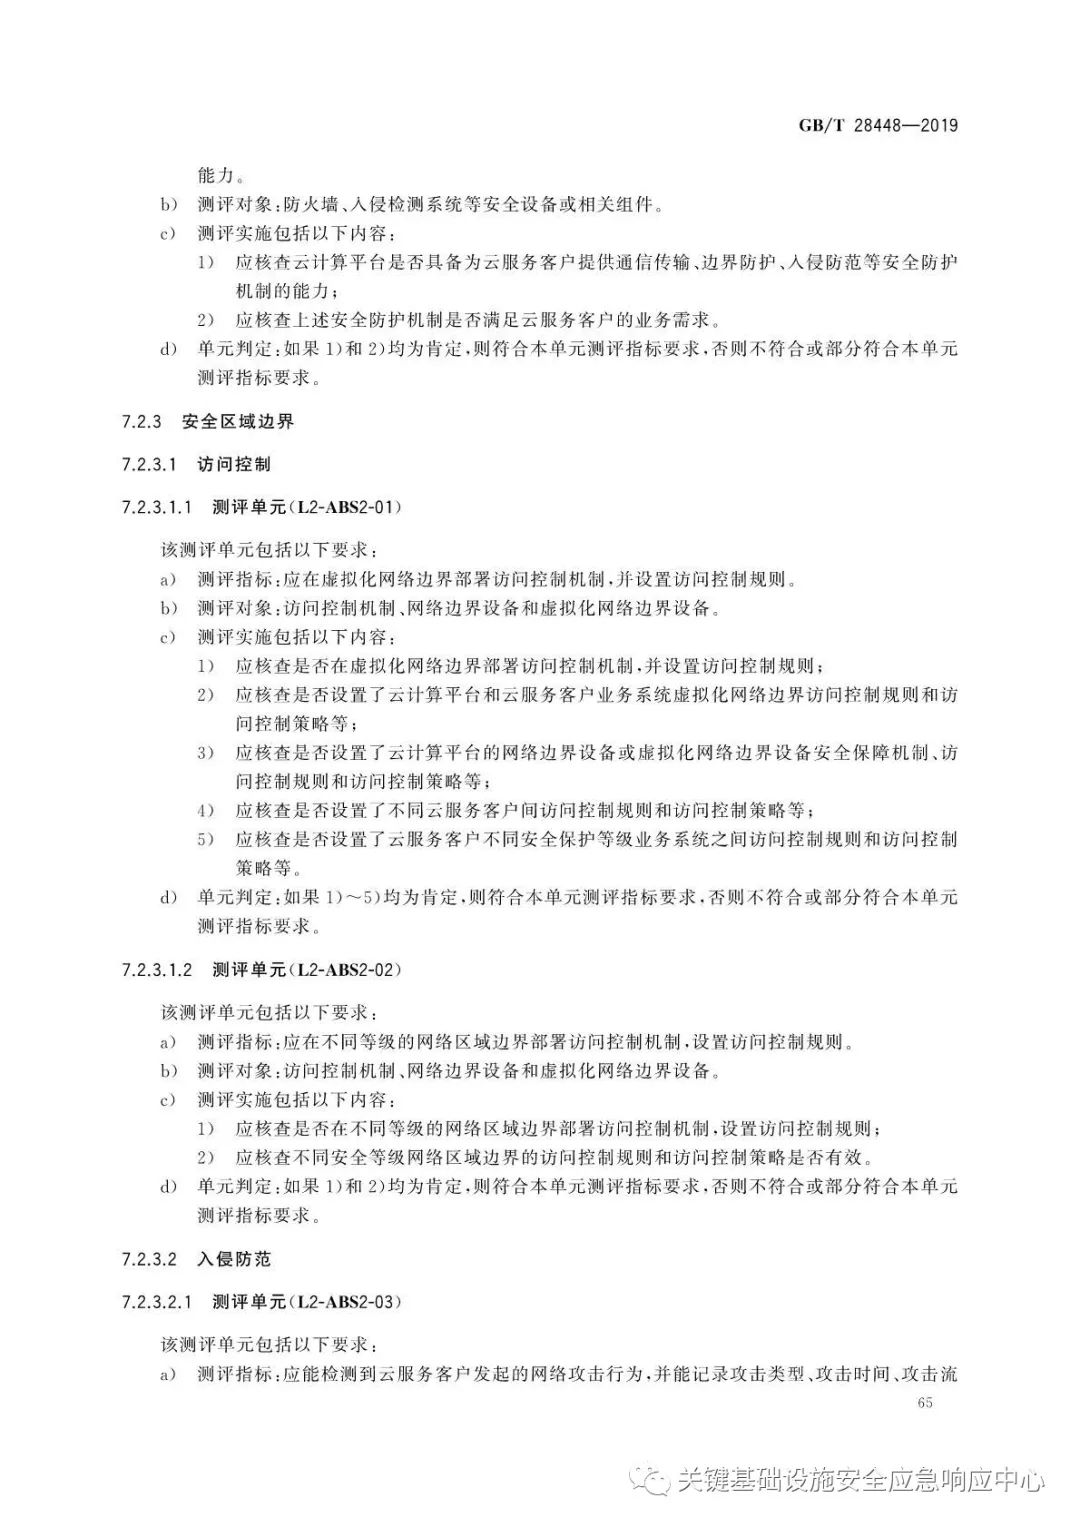 GB/T 28448—2019
能力。
b) 测评对象:防火墙、入侵检测系统等安全设备或相关组件。
c) 测评实施包括以下内容:
1) 应核查云计算平台是否具备为云服务客户提供通信传输、边界防护、入侵防范等安全防护
机制的能力;
2) 应核查上述安全防护机制是否满足云服务客户的业务需求。
d) 单元判定:如果 1)和 2)均为肯定,则符合本单元测评指标要求,否则不符合或部分符合本单元
测评指标要求。
7.2.3 安全区域边界
7.2.3.1 访问控制
7.2.3.1.1 测评单元(L2-ABS2-01)
该测评单元包括以下要求:
a) 测评指标:应在虚拟化网络边界部署访问控制机制,并设置访问控制规则。
b) 测评对象:访问控制机制、网络边界设备和虚拟化网络边界设备。
c) 测评实施包括以下内容:
1) 应核查是否在虚拟化网络边界部署访问控制机制,并设置访问控制规则;
2) 应核查是否设置了云计算平台和云服务客户业务系统虚拟化网络边界访问控制规则和访
问控制策略等;
3) 应核查是否设置了云计算平台的网络边界设备或虚拟化网络边界设备安全保障机制、访
问控制规则和访问控制策略等;
4) 应核查是否设置了不同云服务客户间访问控制规则和访问控制策略等;
5) 应核查是否设置了云服务客户不同安全保护等级业务系统之间访问控制规则和访问控制
策略等。
d) 单元判定:如果 1)～5)均为肯定,则符合本单元测评指标要求,否则不符合或部分符合本单元
测评指标要求。
7.2.3.1.2 测评单元(L2-ABS2-02)
该测评单元包括以下要求:
a) 测评指标:应在不同等级的网络区域边界部署访问控制机制,设置访问控制规则。
b) 测评对象:访问控制机制、网络边界设备和虚拟化网络边界设备。
c) 测评实施包括以下内容:
1) 应核查是否在不同等级的网络区域边界部署访问控制机制,设置访问控制规则;
2) 应核查不同安全等级网络区域边界的访问控制规则和访问控制策略是否有效。
d) 单元判定:如果 1)和 2)均为肯定,则符合本单元测评指标要求,否则不符合或部分符合本单元
测评指标要求。
7.2.3.2 入侵防范
7.2.3.2.1 测评单元(L2-ABS2-03)
该测评单元包括以下要求:
a) 测评指标:应能检测到云服务客户发起的网络攻击行为,并能记录攻击类型、攻击时间、攻击流
65
关键基础设施安全应急响应中心